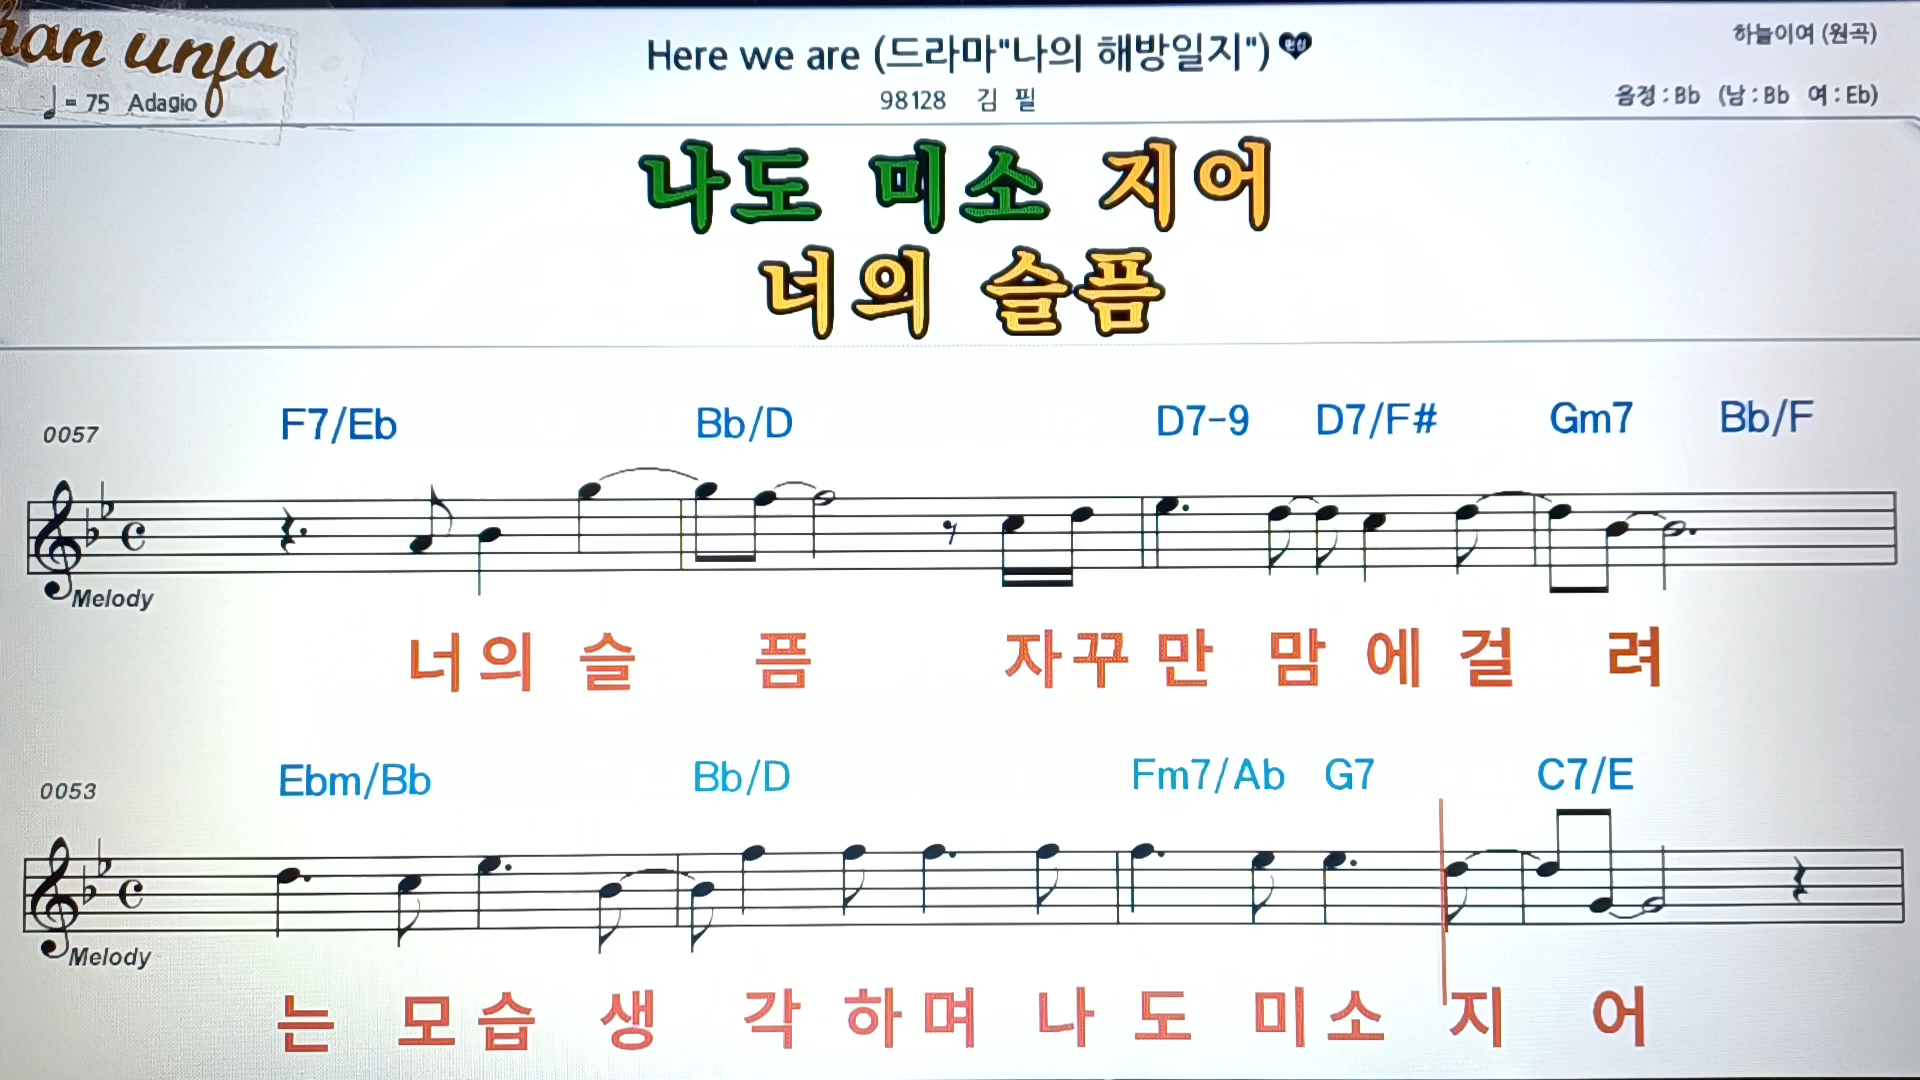 han unfa
Here we are (드라마"나의 해방일지")
하늘이여 (원곡)
♩ = 75 Adagio
98128 김 필
음정 : Bb (남 : Bb 여 : Eb)
나도 미소 지어
너의 슬픔
0057 F7/Eb Bb/D D7-9 D7/F# Gm7 Bb/F
Melody
너 의 슬 픔 자 꾸 만 맘 에 걸 려
0053 Ebm/Bb Bb/D Fm7/Ab G7 C7/E
Melody
는 모 습 생 각 하 며 나 도 미 소 지 어